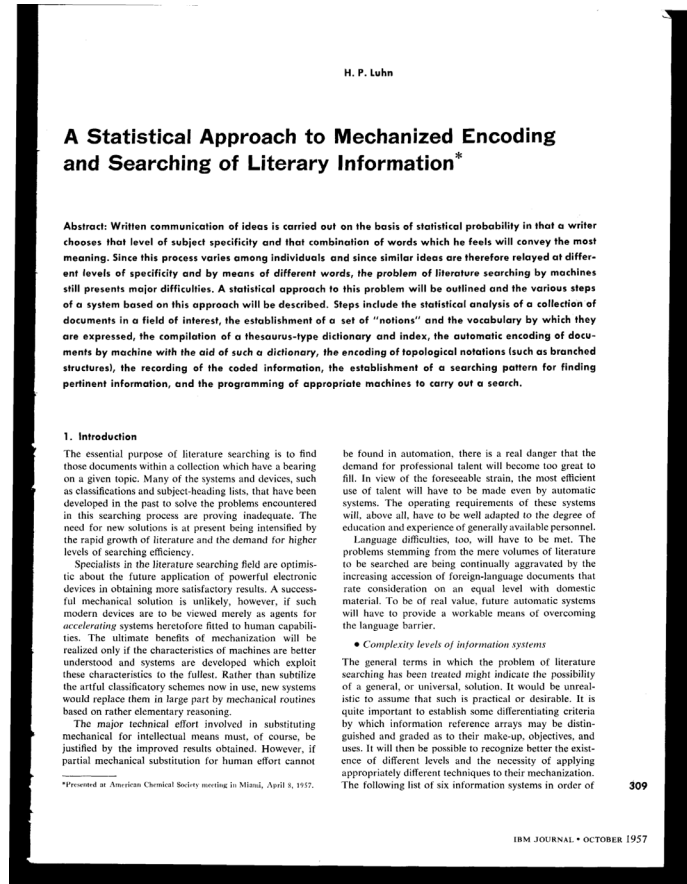 H. P. Luhn
A Statistical Approach to Mechanized Encoding
and Searching of Literary Information*
Abstract: Written communication of ideas is carried out on the basis of statistical probability in that a writer
chooses that level of subject specificity and that combination of words which he feels will convey the most
meaning. Since this process varies among individuals and since similar ideas are therefore relayed at differ-
ent levels of specificity and by means of different words, the problem of literature searching by machines
still presents major difficulties. A statistical approach to this problem will be outlined and the various steps
of a system based on this approach will be described. Steps include the statistical analysis of a collection of
documents in a field of interest, the establishment of a set of "notions" and the vocabulary by which they
are expressed, the compilation of a thesaurus-type dictionary and index, the automatic encoding of docu-
ments by machine with the aid of such a dictionary, the encoding of topological notations (such as branched
structures), the recording of the coded information, the establishment of a searching pattern for finding
pertinent information, and the programming of appropriate machines to carry out a search.
1. Introduction
The essential purpose of literature searching is to find
those documents within a collection which have a bearing
on a given topic. Many of the systems and devices, such
as classifications and subject-heading lists, that have been
developed in the past to solve the problems encountered
in this searching process are proving inadequate. The
need for new solutions is at present being intensified by
the rapid growth of literature and the demand for higher
levels of searching efficiency.
Specialists in the literature searching field are optimis-
tic about the future application of powerful electronic
devices in obtaining more satisfactory results. A success-
ful mechanical solution is unlikely, however, if such
modern devices are to be viewed merely as agents for
accelerating systems heretofore fitted to human capabili-
ties. The ultimate benefits of mechanization will be
realized only if the characteristics of machines are better
understood and systems are developed which exploit
these characteristics to the fullest. Rather than subtilize
the artful classificatory schemes now in use, new systems
would replace them in large part by mechanical routines
based on rather elementary reasoning.
The major technical effort involved in substituting
mechanical for intellectual means must, of course, be
justified by the improved results obtained. However, if
partial mechanical substitution for human effort cannot
*Presented at American Chemical Society meeting in Miami, April 8, 1957.
be found in automation, there is a real danger that the
demand for professional talent will become too great to
fill. In view of the foreseeable strain, the most efficient
use of talent will have to be made even by automatic
systems. The operating requirements of these systems
will, above all, have to be well adapted to the degree of
education and experience of generally available personnel.
Language difficulties, too, will have to be met. The
problems stemming from the mere volumes of literature
to be searched are being continually aggravated by the
increasing accession of foreign-language documents that
rate consideration on an equal level with domestic
material. To be of real value, future automatic systems
will have to provide a workable means of overcoming
the language barrier.
• Complexity levels of information systems
The general terms in which the problem of literature
searching has been treated might indicate the possibility
of a general, or universal, solution. It would be unreal-
istic to assume that such is practical or desirable. It is
quite important to establish some differentiating criteria
by which information reference arrays may be distin-
guished and graded as to their make-up, objectives, and
uses. It will then be possible to recognize better the exist-
ence of different levels and the necessity of applying
appropriately different techniques to their mechanization.
The following list of six information systems in order of
309
IBM JOURNAL • OCTOBER 1957